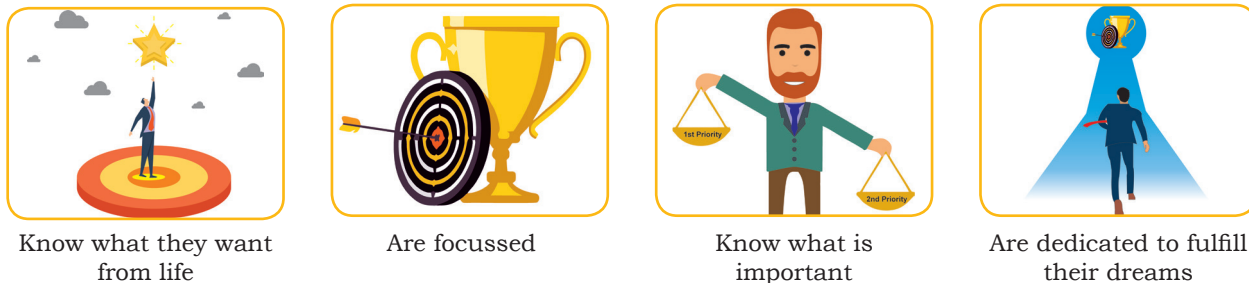 1st Priority
2nd Priority
Know what they want
from life
Are focussed
Know what is
important
Are dedicated to fulfill
their dreams